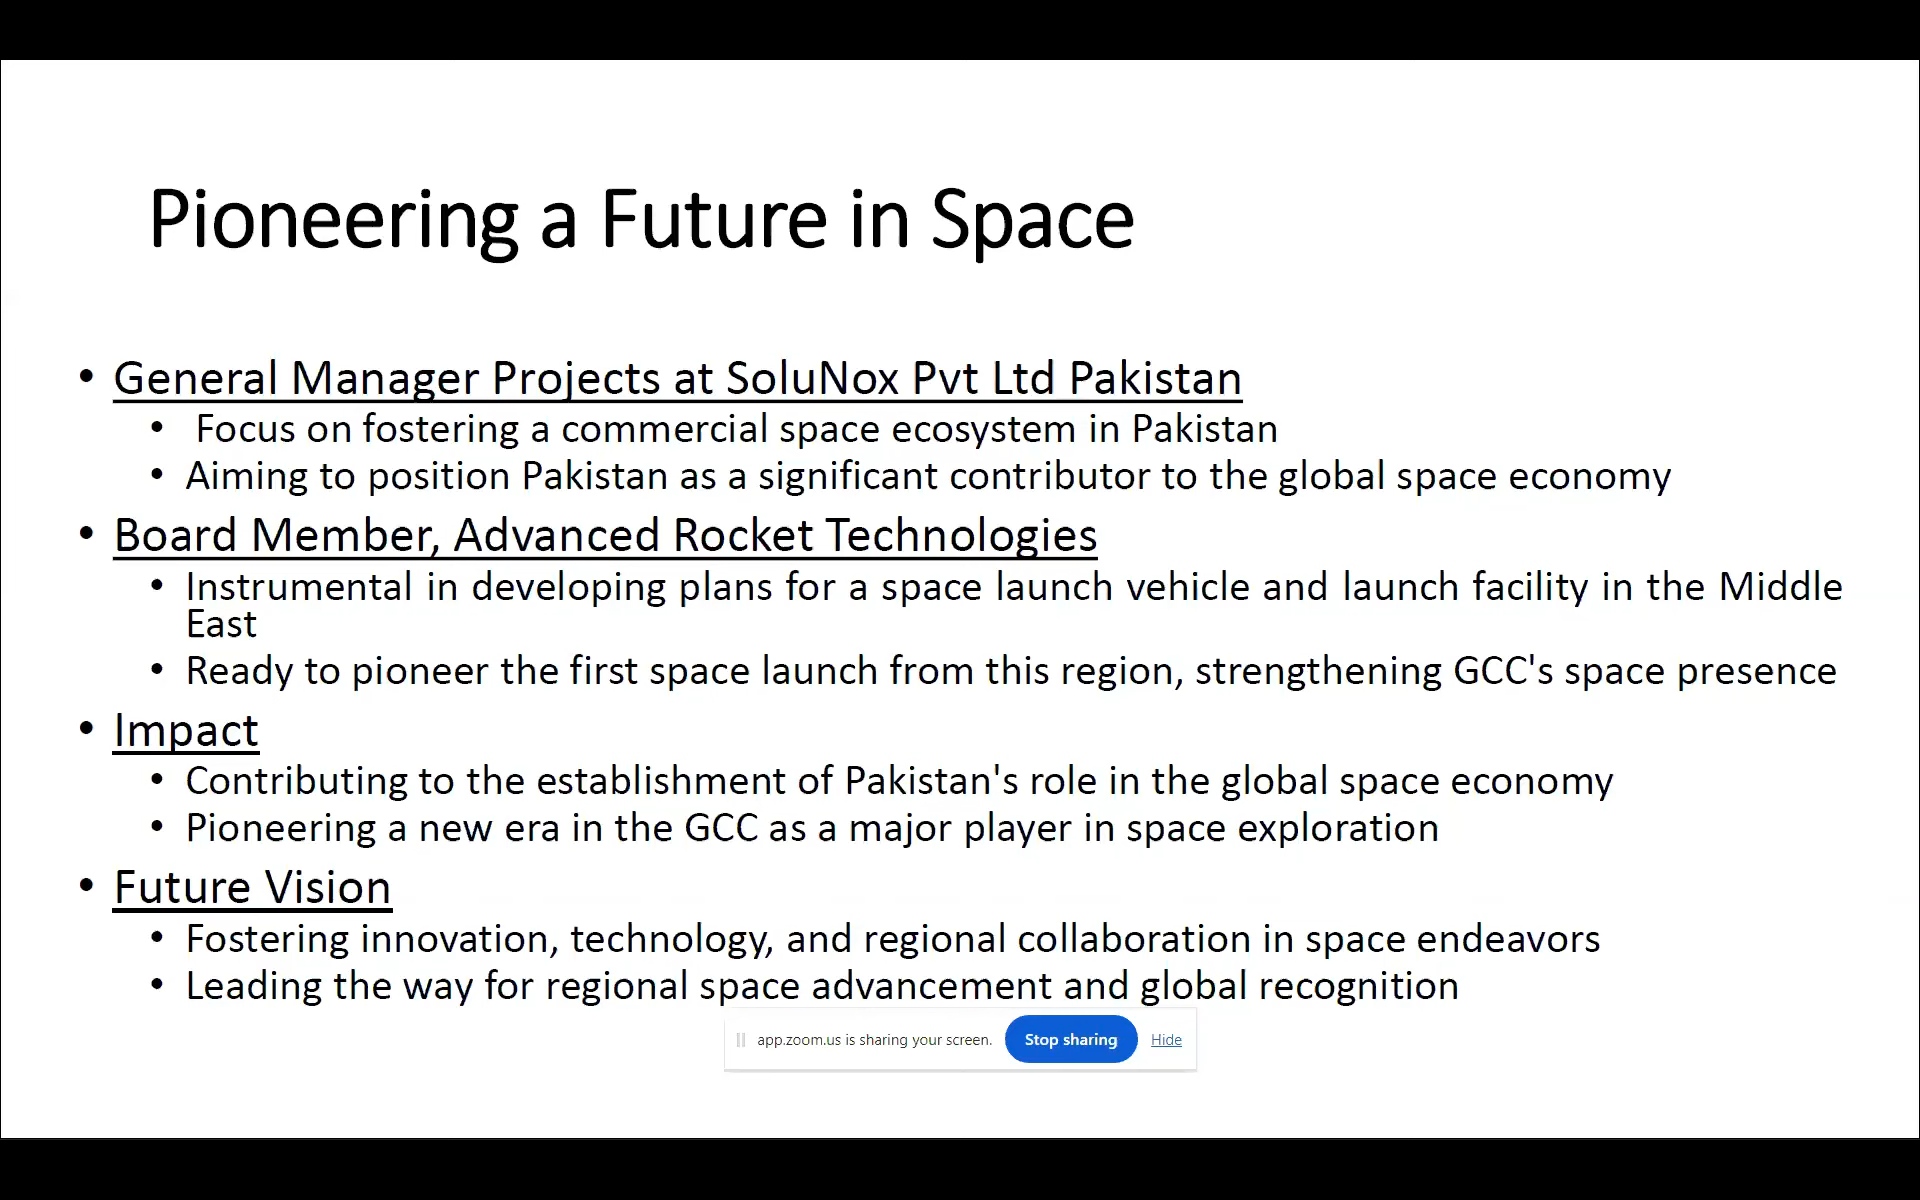 Pioneering a Future in Space
• General Manager Projects at SoluNox Pvt Ltd Pakistan
• Focus on fostering a commercial space ecosystem in Pakistan
• Aiming to position Pakistan as a significant contributor to the global space economy
• Board Member, Advanced Rocket Technologies
• Instrumental in developing plans for a space launch vehicle and launch facility in the Middle
East
• Ready to pioneer the first space launch from this region, strengthening GCC's space presence
• Impact
• Contributing to the establishment of Pakistan's role in the global space economy
• Pioneering a new era in the GCC as a major player in space exploration
• Future Vision
• Fostering innovation, technology, and regional collaboration in space endeavors
• Leading the way for regional space advancement and global recognition
app.zoom.us is sharing your screen. Stop sharing Hide